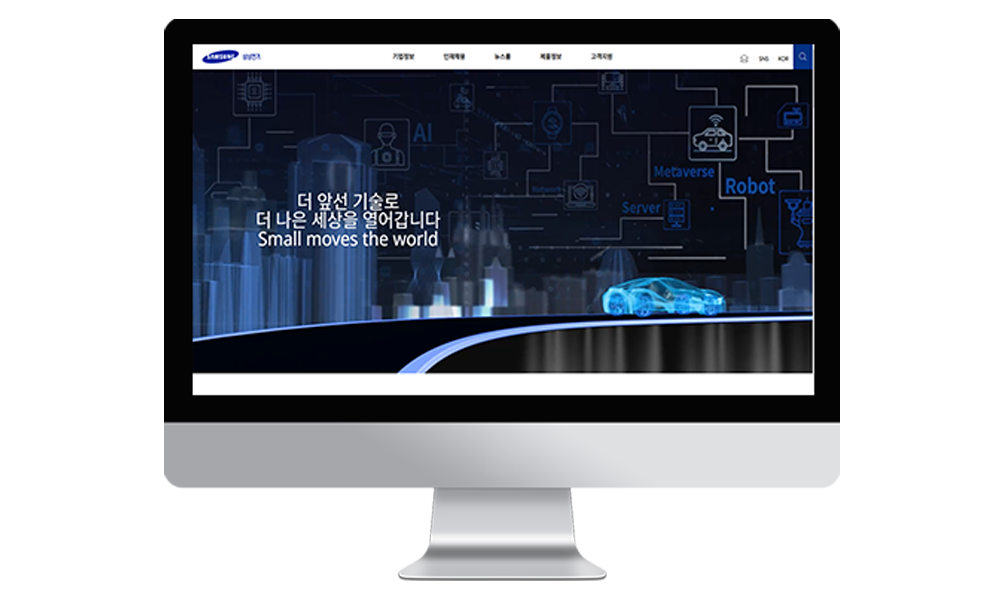 SAMSUNG 삼성전기
기업정보 인재채용 뉴스룸 제품정보 고객지원
SNS KOR
AI
Metaverse
Robot
Network
Server
더 앞선 기술로
더 나은 세상을 열어갑니다
Small moves the world